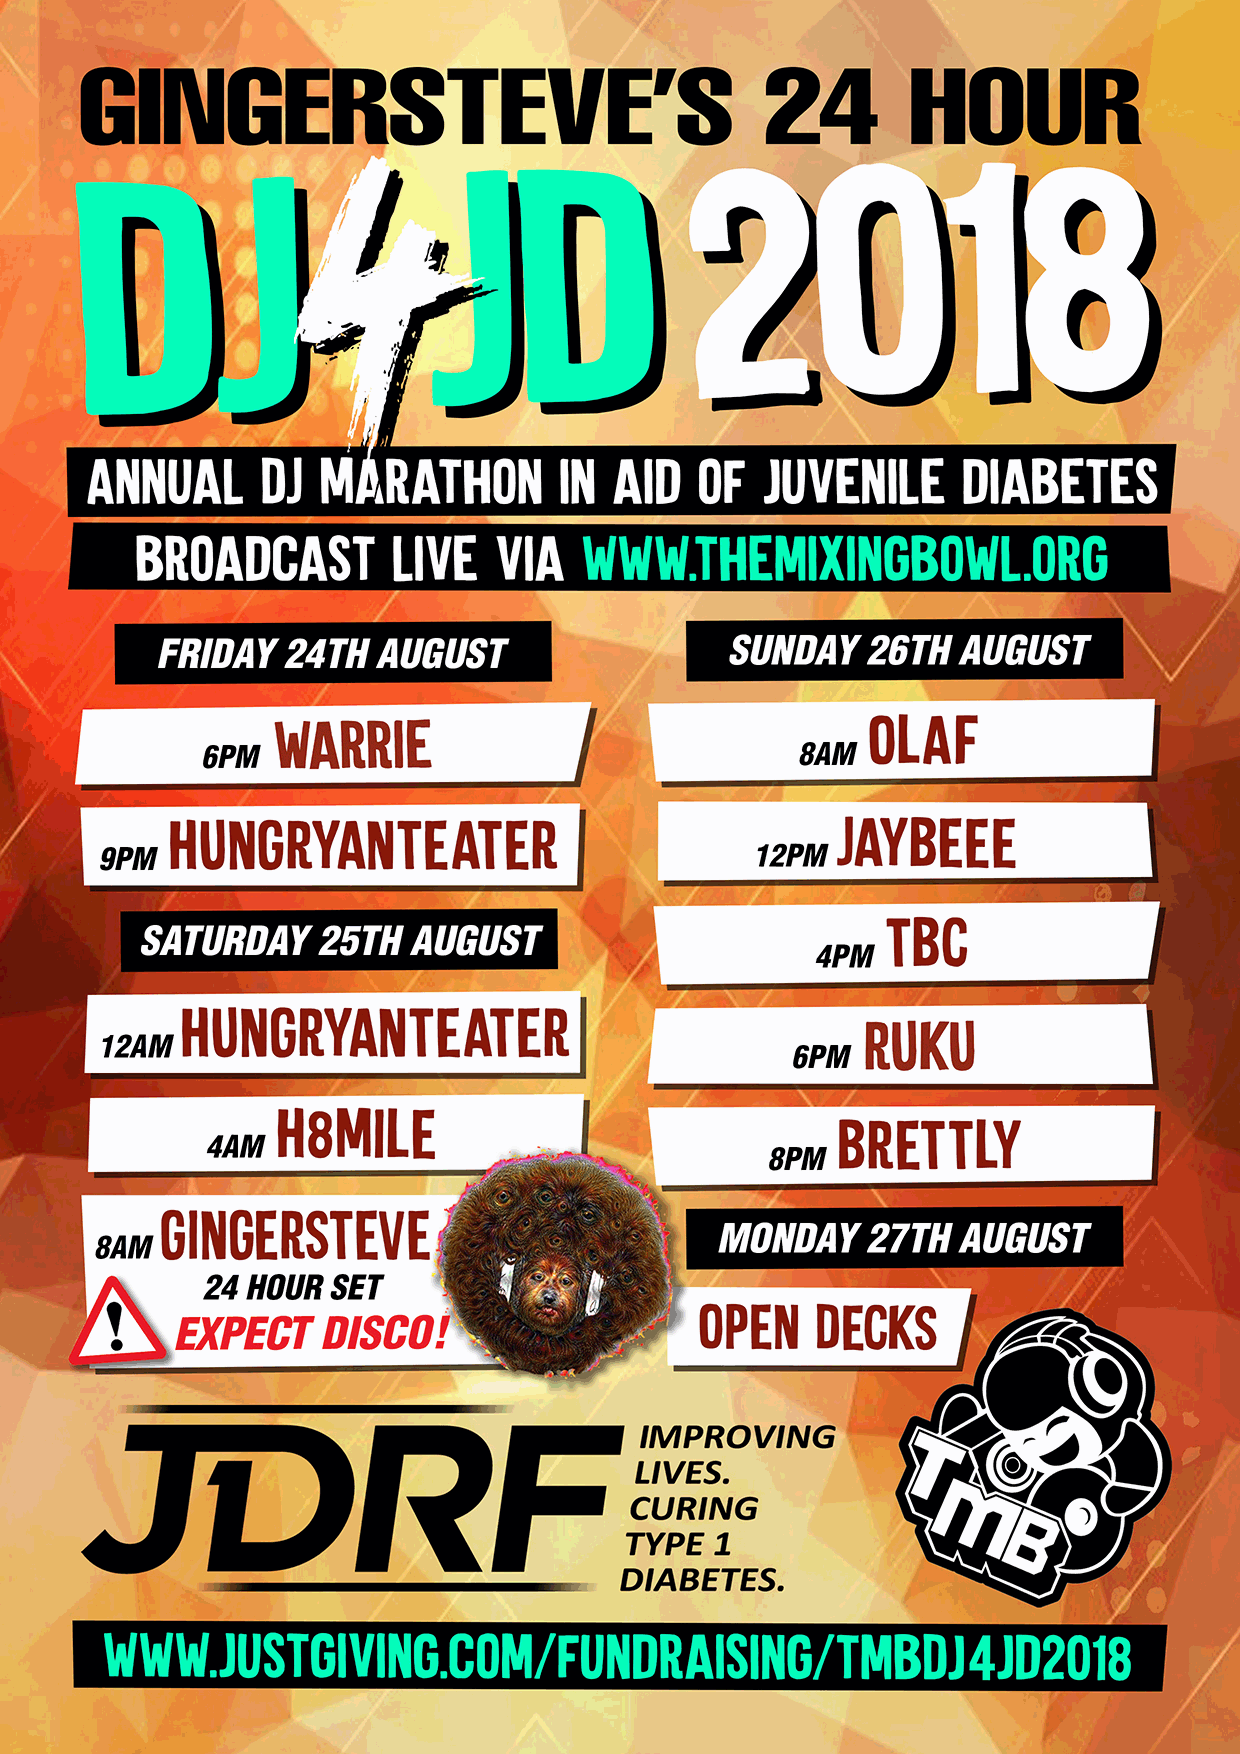 GINGERSTEVE'S 24 HOUR
DJ4JD 2018
ANNUAL DJ MARATHON IN AID OF JUVENILE DIABETES
BROADCAST LIVE VIA WWW.THEMIXINGBOWL.ORG
FRIDAY 24TH AUGUST
6PM WARRIE
9PM HUNGRYANTEATER
SATURDAY 25TH AUGUST
12AM HUNGRYANTEATER
4AM H8MILE
8AM GINGERSTEVE
24 HOUR SET
EXPECT DISCO!
SUNDAY 26TH AUGUST
8AM OLAF
12PM JAYBEEE
4PM TBC
6PM RUKU
8PM BRETTLY
MONDAY 27TH AUGUST
OPEN DECKS
JDRF
IMPROVING
LIVES.
CURING
TYPE 1
DIABETES.
TMB
WWW.JUSTGIVING.COM/FUNDRAISING/TMBDJ4JD2018